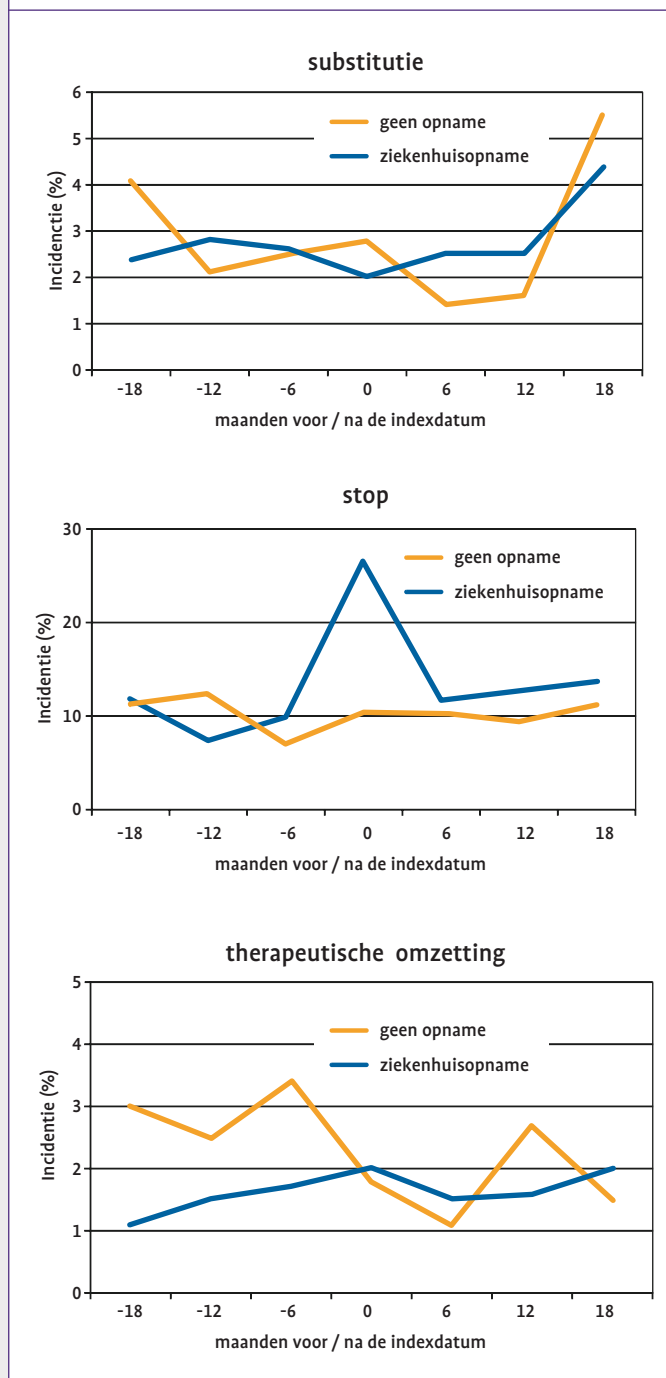 substitutie
6
5
4
3
2
1
0
Incidenctie (%)
geen opname
ziekenhuisopname
-18 -12 -6 0 6 12 18
maanden voor / na de indexdatum
stop
30
20
10
0
Incidentie (%)
geen opname
ziekenhuisopname
-18 -12 -6 0 6 12 18
maanden voor / na de indexdatum
therapeutische omzetting
5
4
3
2
1
0
Incidentie (%)
geen opname
ziekenhuisopname
-18 -12 -6 0 6 12 18
maanden voor / na de indexdatum